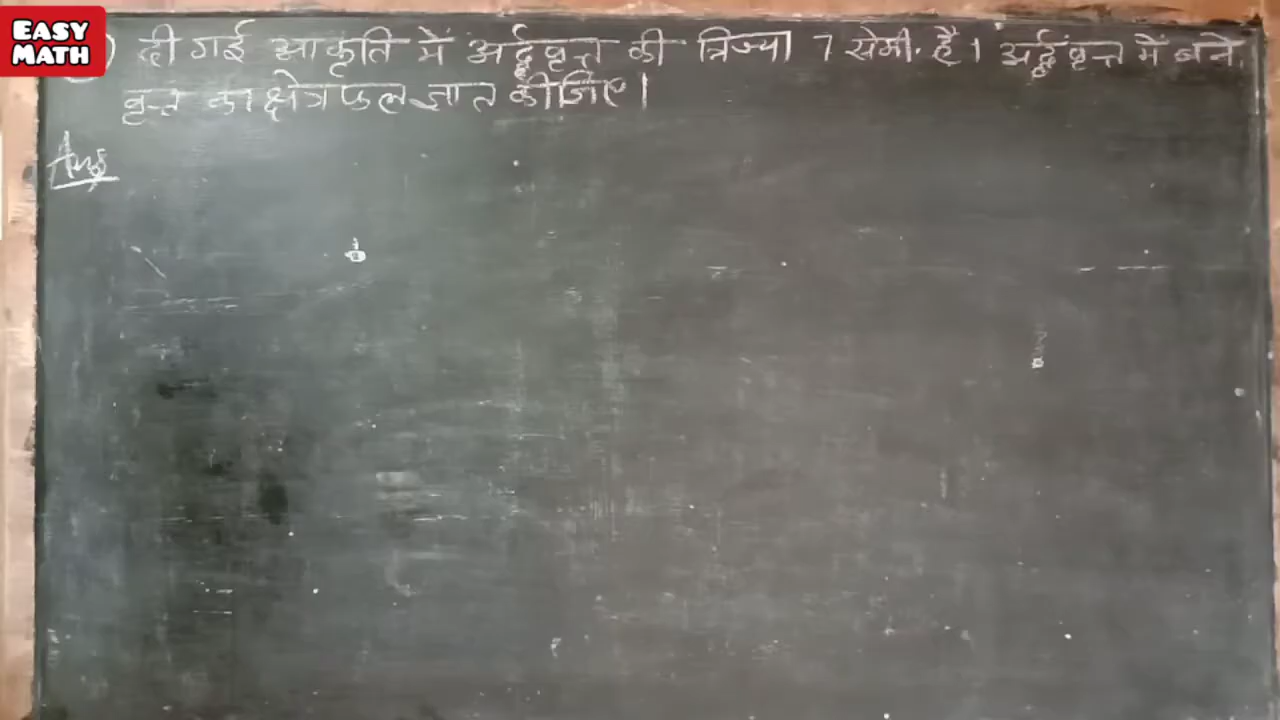 EASY
MATH
) दी गई आकृति में अर्द्धवृत्त की त्रिज्या 7 सेमी. है। अर्द्धवृत्त में बने
वृत्त का क्षेत्रफल ज्ञात कीजिए।
Ans